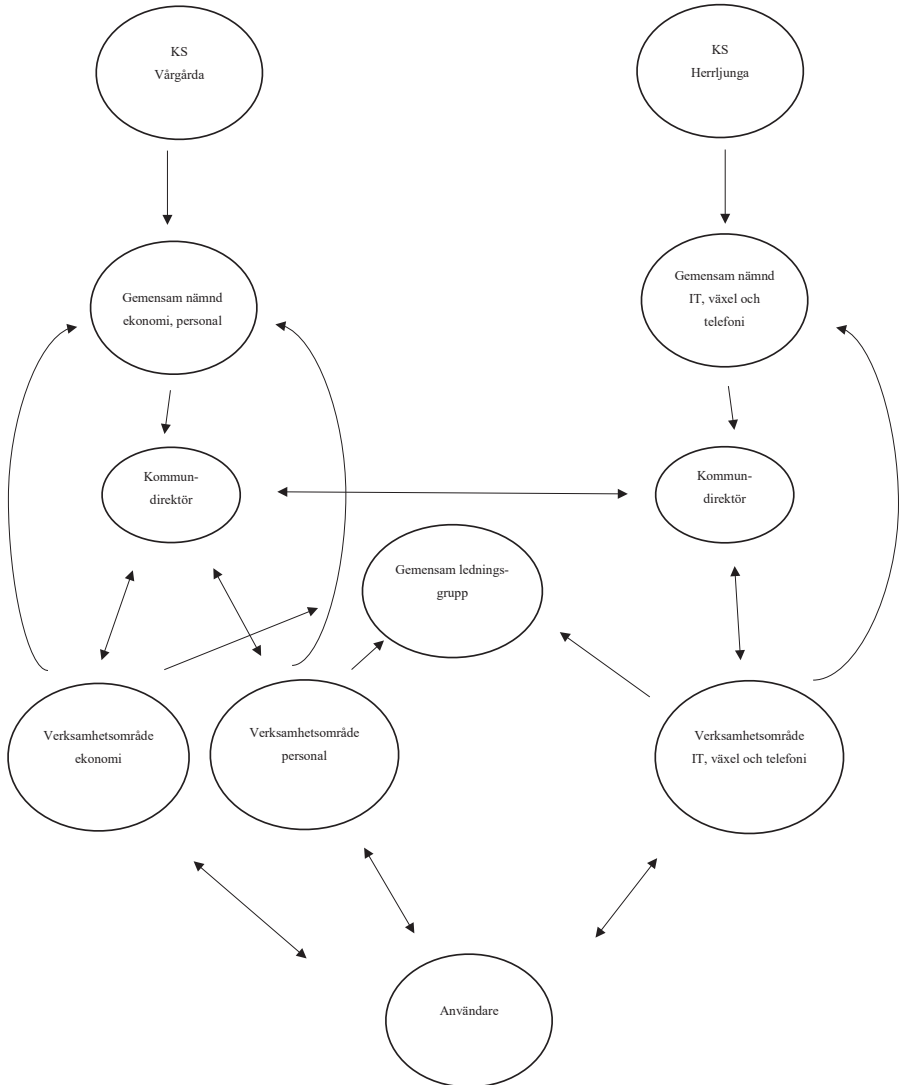 KS
Vårgårda
KS
Herrljunga
Gemensam nämnd
ekonomi, personal
Gemensam nämnd
IT, växel och
telefoni
Kommun-
direktör
Kommun-
direktör
Gemensam lednings-
grupp
Verksamhetsområde
ekonomi
Verksamhetsområde
personal
Verksamhetsområde
IT, växel och telefoni
Användare